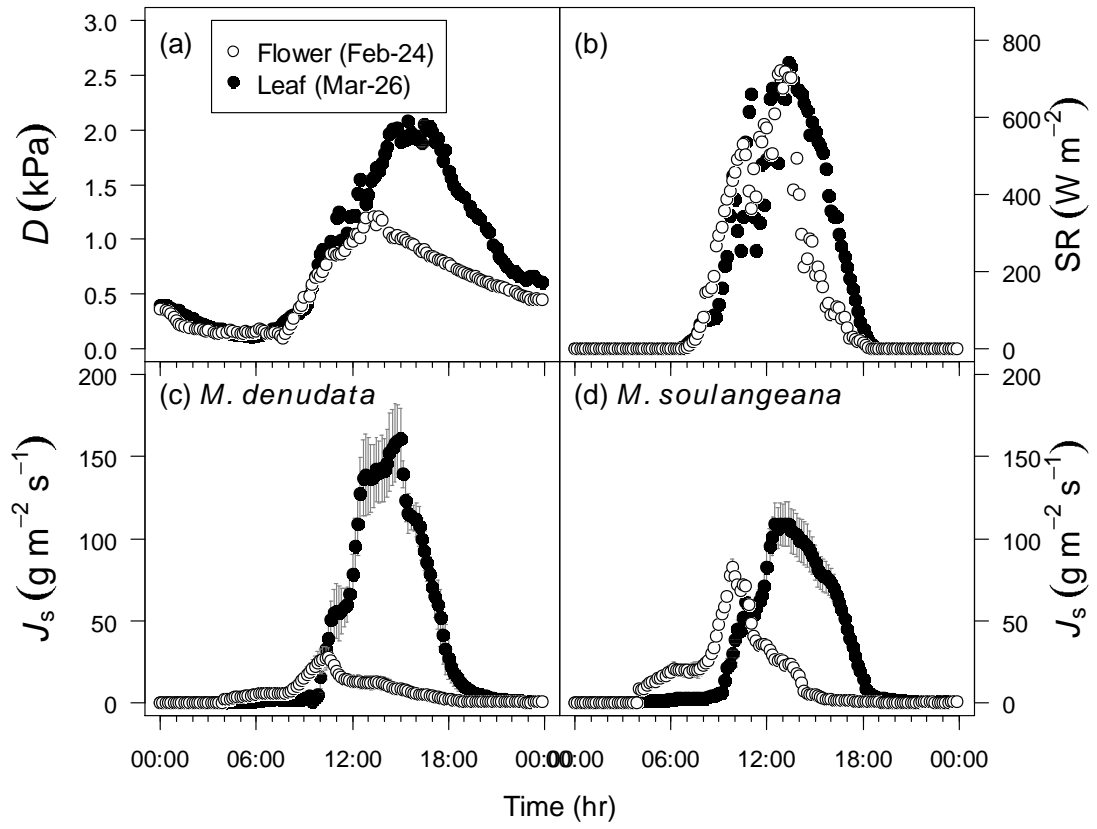 (a)
Flower (Feb-24)
Leaf (Mar-26)
3.0
2.5
2.0
1.5
1.0
0.5
0.0
D (kPa)
(b)
800
600
400
200
0
SR (W m⁻²)
(c) M. denudata
200
150
100
50
0
Jₛ (g m⁻² s⁻¹)
(d) M. soulangeana
200
150
100
50
0
Jₛ (g m⁻² s⁻¹)
00:00 06:00 12:00 18:00 00:00
00:00 06:00 12:00 18:00 00:00
Time (hr)